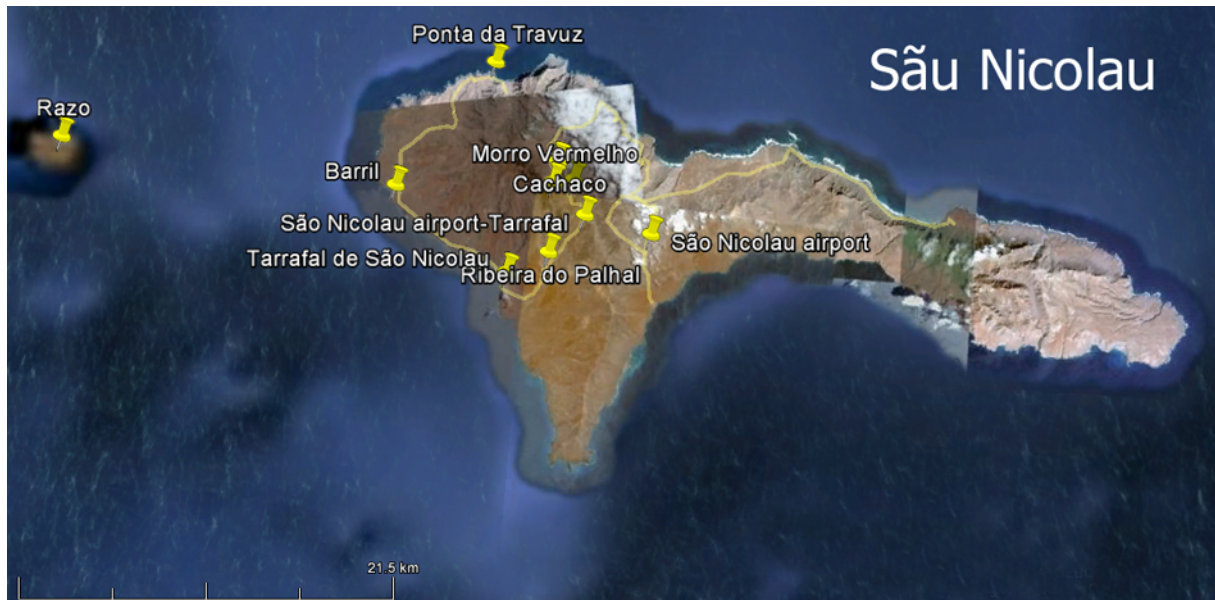 Ponta da Travuz
Sãu Nicolau
Razo
Morro Vermelho
Barril
Cachaco
São Nicolau airport-Tarrafal
São Nicolau airport
Tarrafal de São Nicolau
Ribeira do Palhal
21.5 km